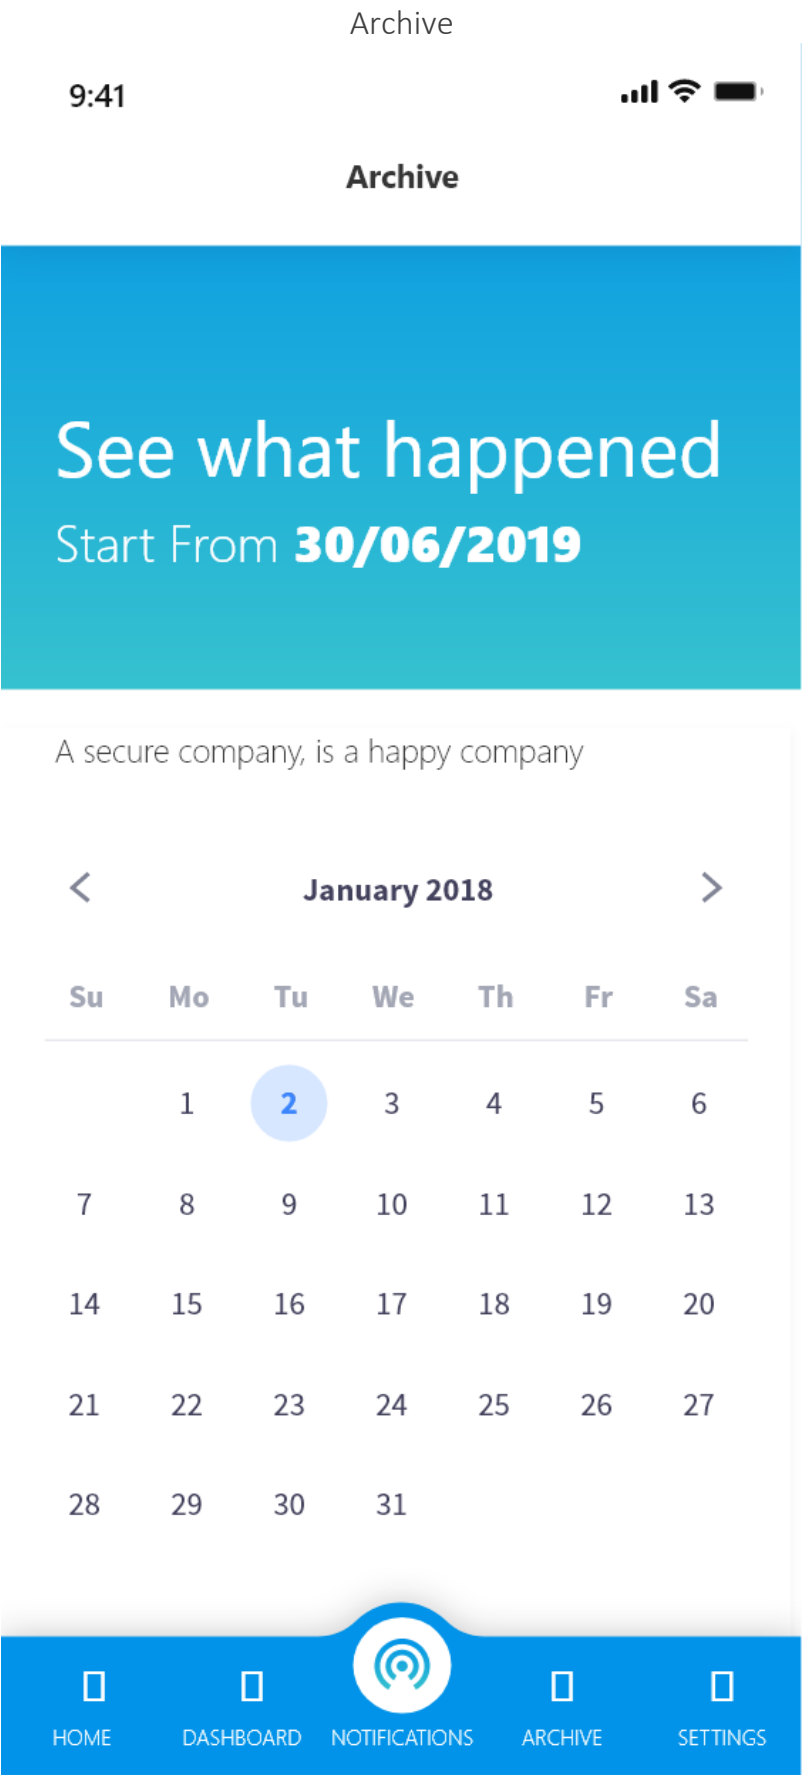 Archive
9:41
Archive
See what happened
Start From 30/06/2019
A secure company, is a happy company
January 2018
Su Mo Tu We Th Fr Sa
1 2 3 4 5 6
7 8 9 10 11 12 13
14 15 16 17 18 19 20
21 22 23 24 25 26 27
28 29 30 31
HOME DASHBOARD NOTIFICATIONS ARCHIVE SETTINGS